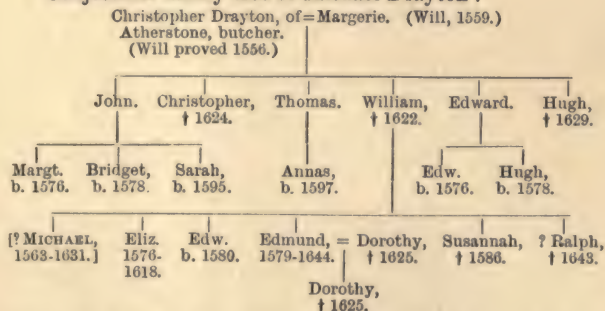 Christopher Drayton, of=Margerie. (Will, 1559.)
Atherstone, butcher.
(Will proved 1556.)
John. Christopher, Thomas. William, Edward. Hugh,
† 1624. † 1622. † 1629.
Margt. Bridget, Sarah, Annas, Edw. Hugh,
b. 1576. b. 1578. b. 1595. b. 1597. b. 1576. b. 1578.
[? MICHAEL, Eliz. Edw. Edmund, = Dorothy, Susannah, ? Ralph,
1563-1631.] 1576- b. 1580. 1579-1644. † 1625. † 1586. † 1643.
1618.
Dorothy,
† 1625.